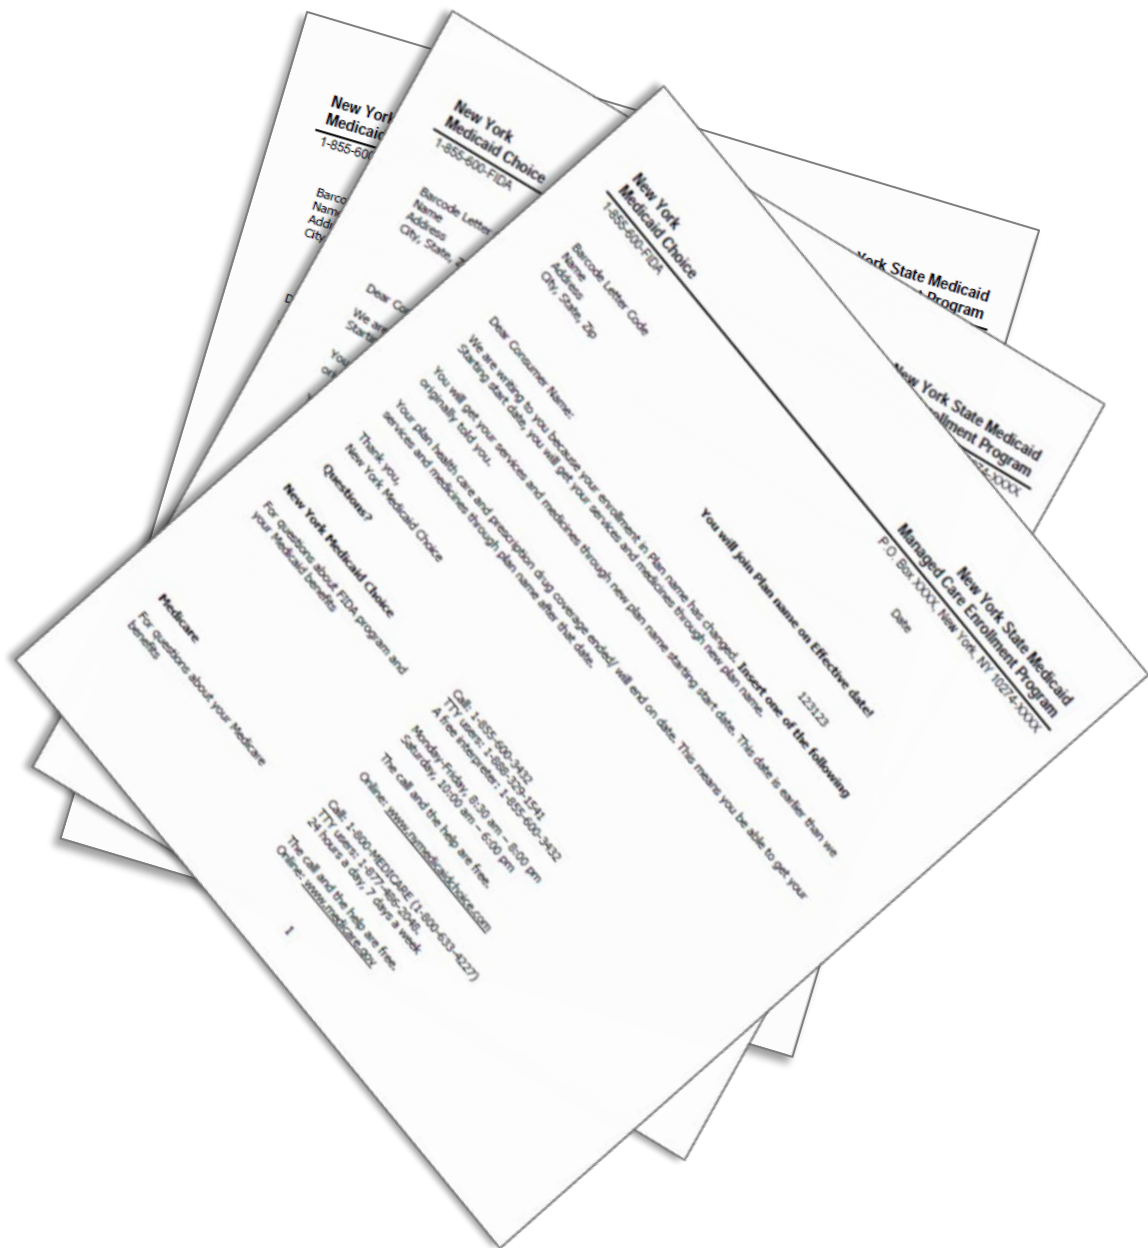 New York
Medicaid Choice
1-855-600-FIDA
New York State Medicaid
Managed Care Enrollment Program
P.O. Box XXXX, New York, NY 10274-XXXX
Barcode Letter Code
Name
Address
City, State, Zip
Date
123123
Dear Consumer Name:
You will join Plan name on Effective date!
We are writing to you because your enrollment in Plan name has changed. Insert one of the following
Starting start date, you will get your services and medicines through new plan name.
You will get your services and medicines through new plan name starting start date. This date is earlier than we
originally told you.
Your plan health care and prescription drug coverage ended/ will end on date. This means you be able to get your
services and medicines through plan name after that date.
Thank you,
New York Medicaid Choice
Questions?
New York Medicaid Choice
For questions about FIDA program and
your Medicaid benefits
Call: 1-855-600-3432
TTY users: 1-888-329-1541
A free interpreter: 1-855-600-3432
Monday-Friday, 8:30 am – 8:00 pm
Saturday, 10:00 am – 6:00 pm
The call and the help are free.
Online: www.nymedicaidchoice.com
Medicare
For questions about your Medicare
benefits
Call: 1-800-MEDICARE (1-800-633-4227)
TTY users: 1-877-486-2048.
24 hours a day, 7 days a week
The call and the help are free.
Online: www.medicare.gov
1
New York
Medicaid Choice
1-855-600-FIDA
New York State Medicaid
Program
Barcode Letter
Name
Address
City, State,
Dear
We are
New York
1-855-600
York State Medicaid
Program